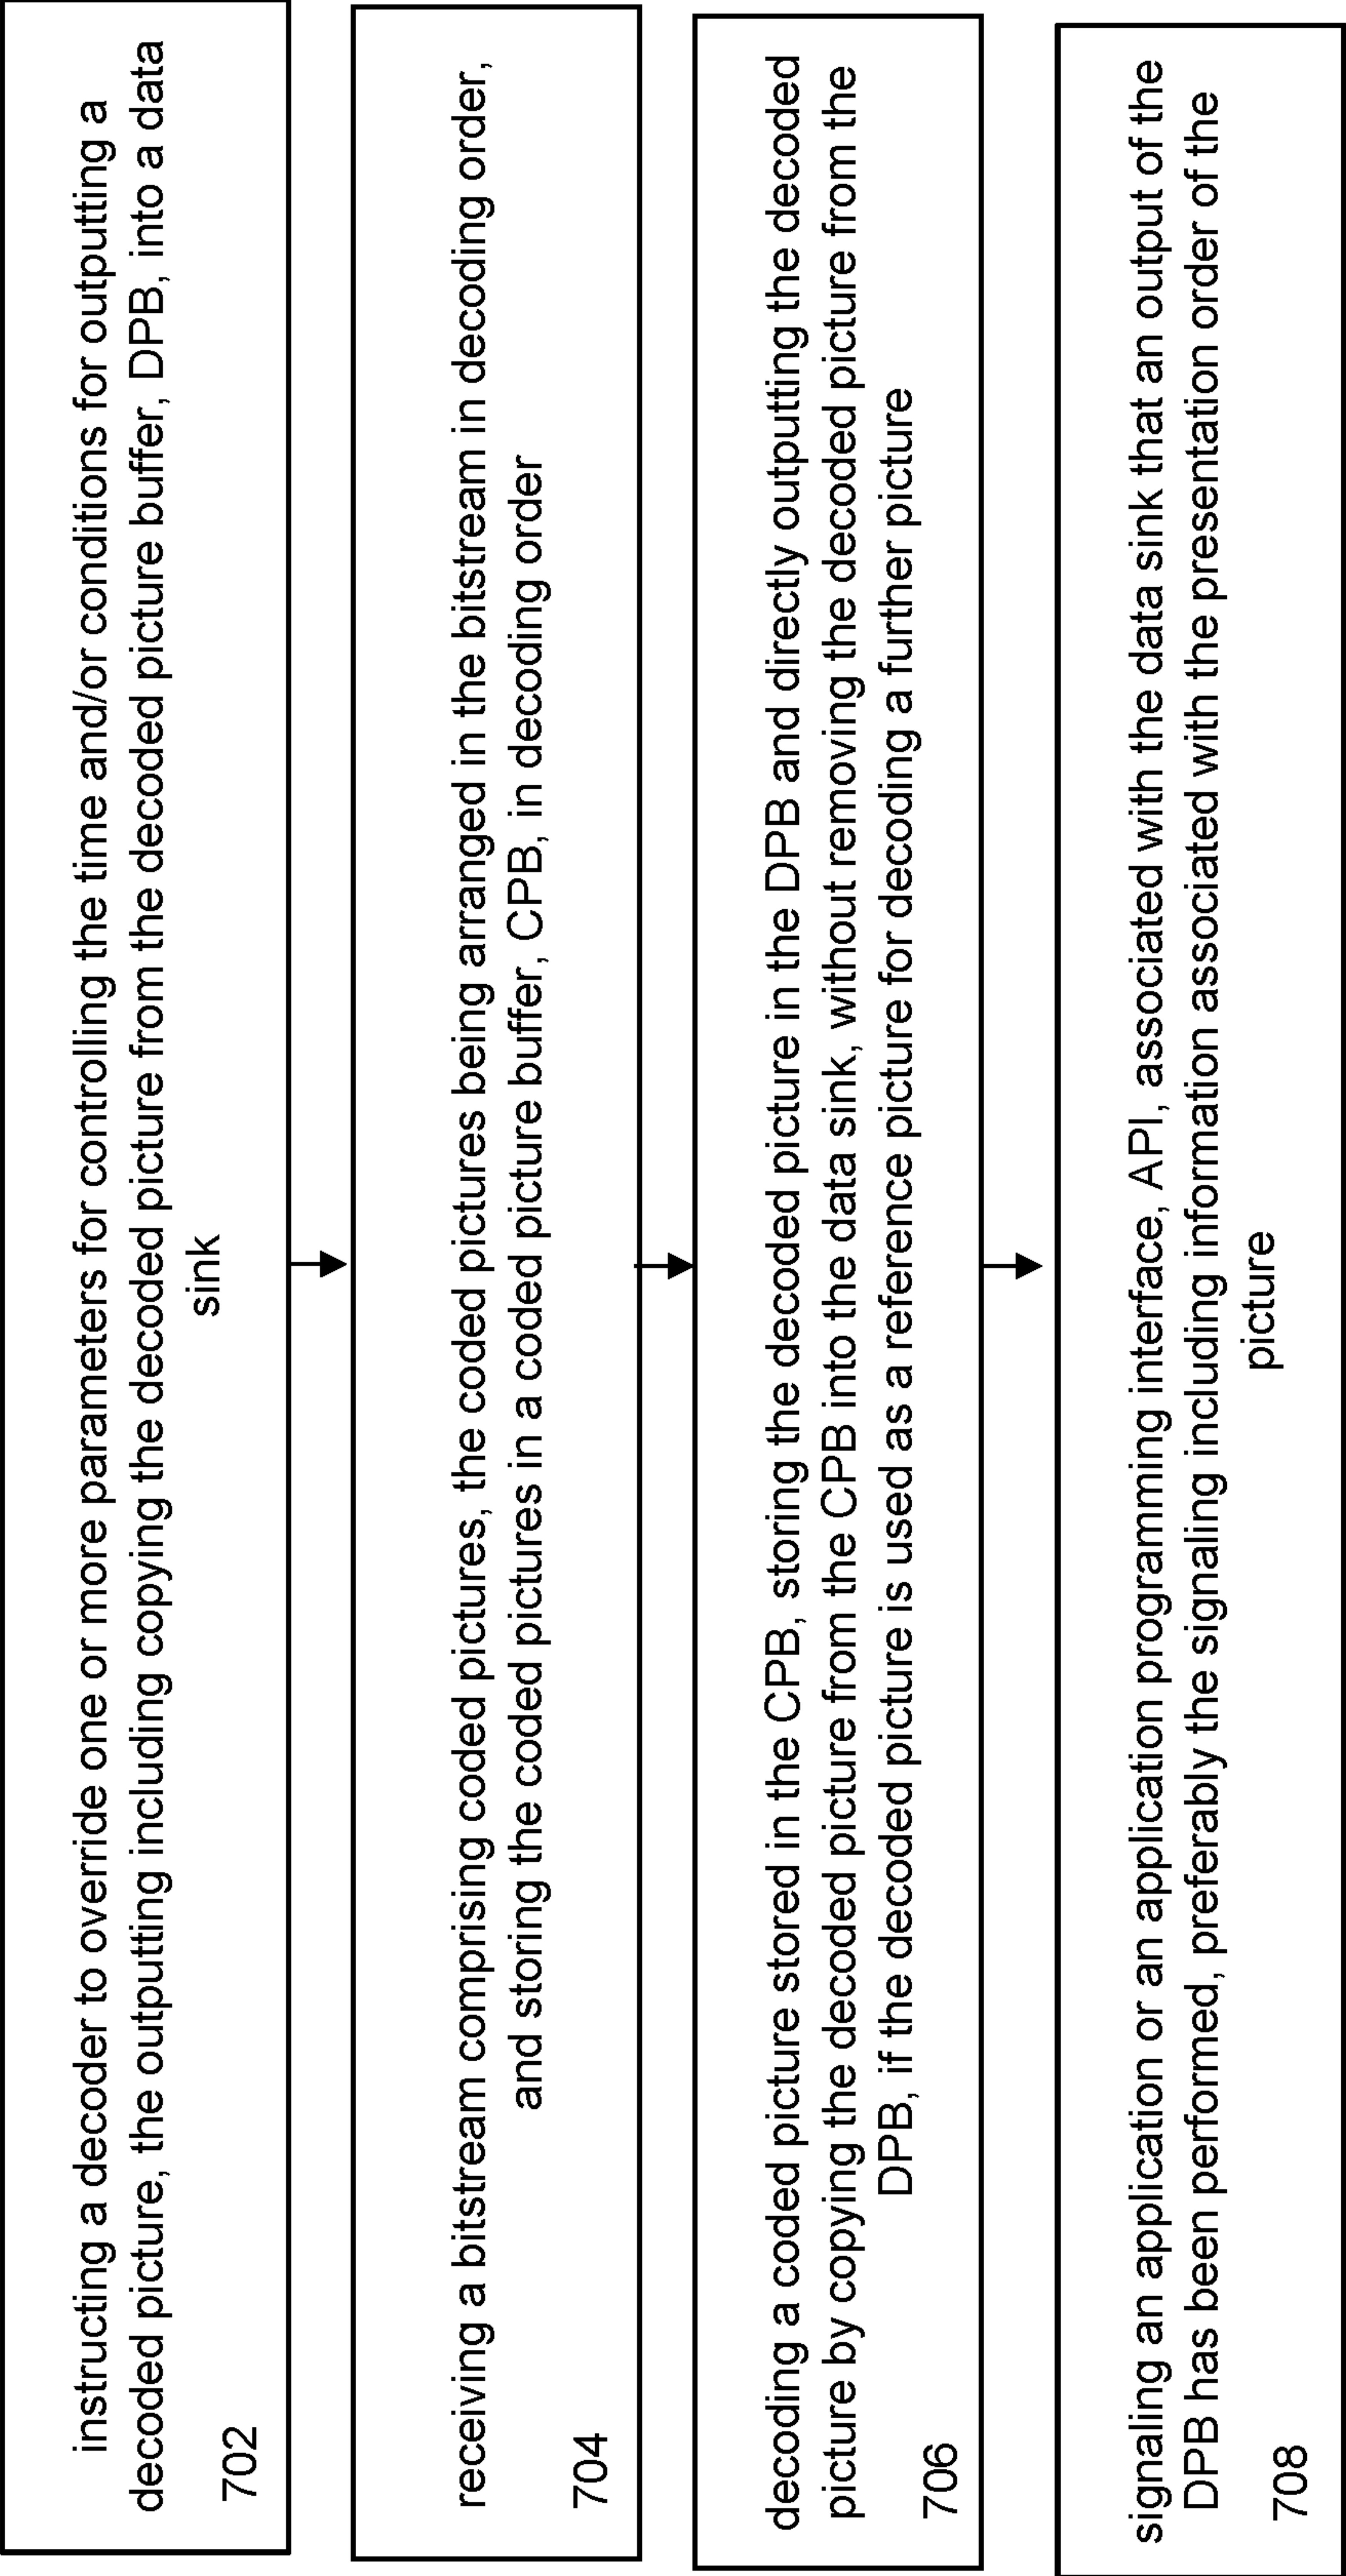 instructing a decoder to override one or more parameters for controlling the time and/or conditions for outputting a
decoded picture, the outputting including copying the decoded picture from the decoded picture buffer, DPB, into a data
sink
702
receiving a bitstream comprising coded pictures, the coded pictures being arranged in the bitstream in decoding order,
and storing the coded pictures in a coded picture buffer, CPB, in decoding order
704
decoding a coded picture stored in the CPB, storing the decoded picture in the DPB and directly outputting the decoded
picture by copying the decoded picture from the CPB into the data sink, without removing the decoded picture from the
DPB, if the decoded picture is used as a reference picture for decoding a further picture
706
signaling an application or an application programming interface, API, associated with the data sink that an output of the
DPB has been performed, preferably the signaling including information associated with the presentation order of the
picture
708